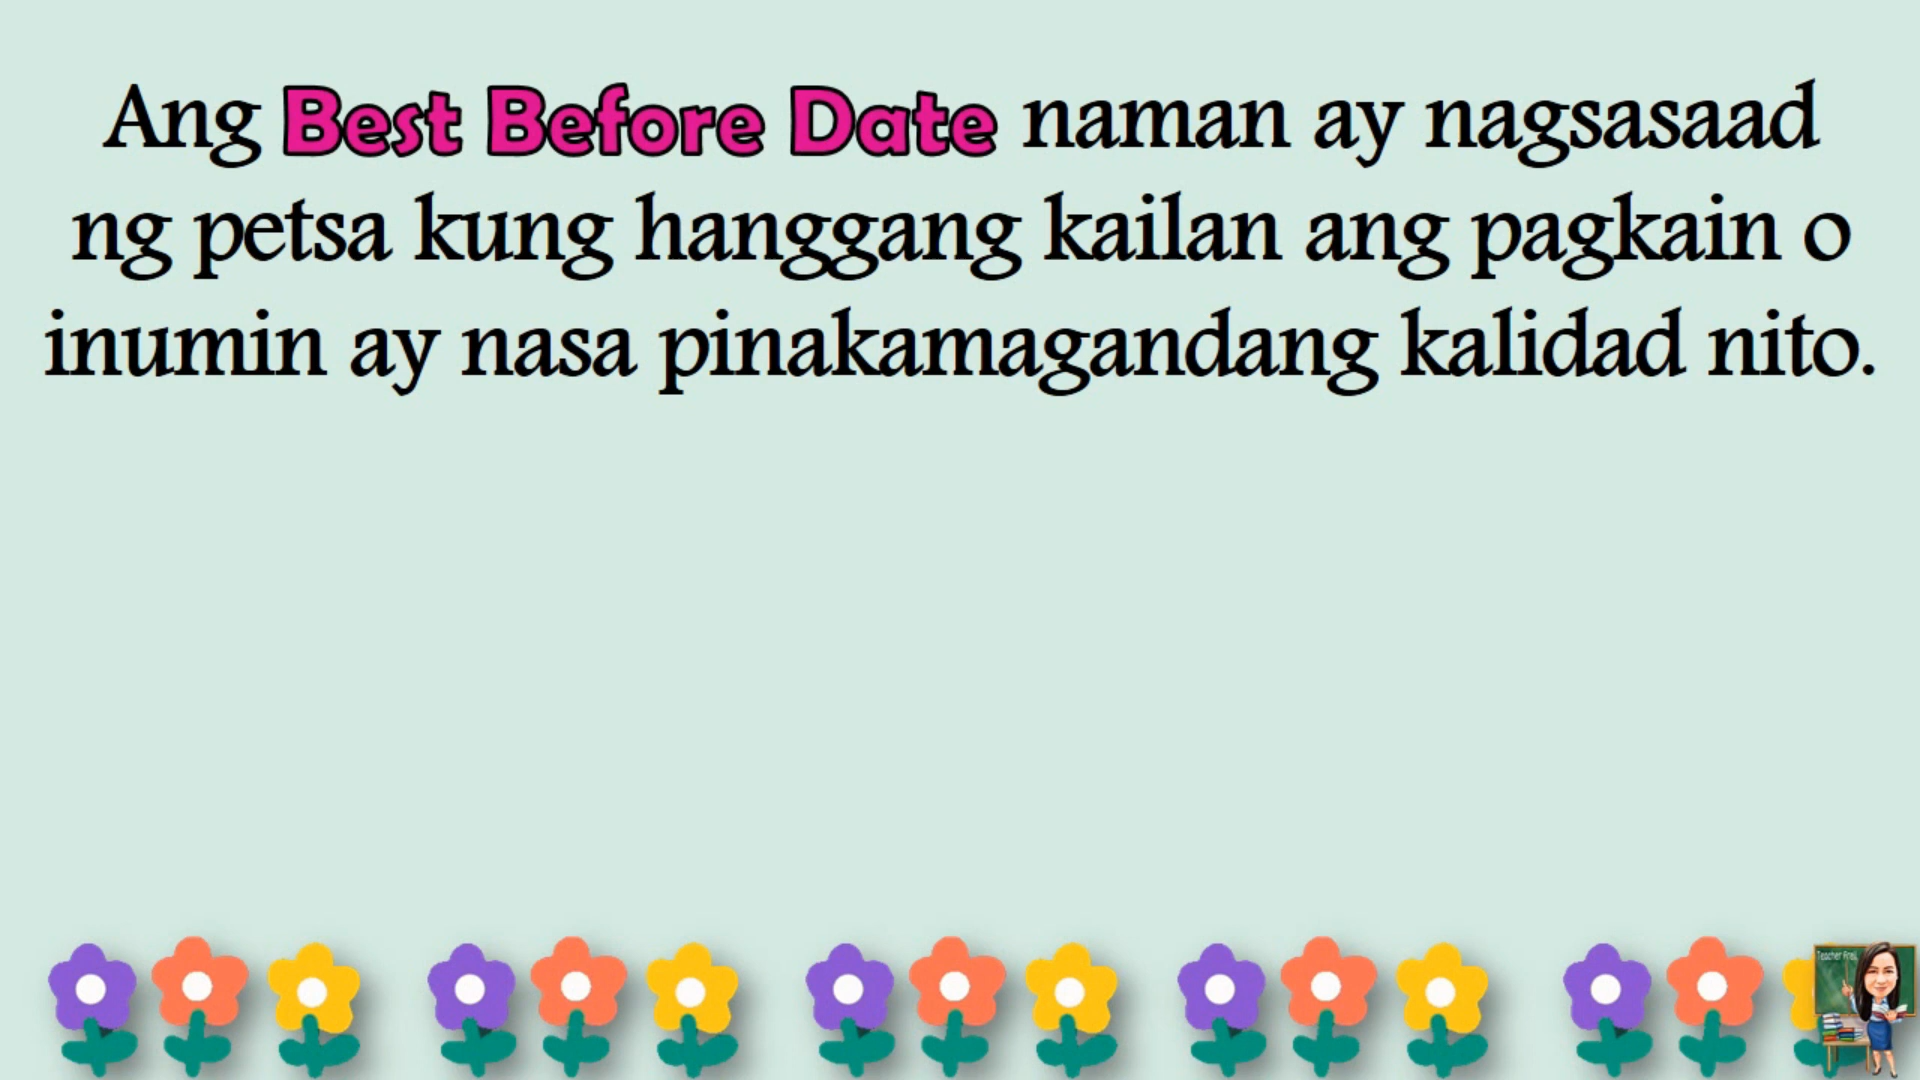 Ang Best Before Date naman ay nagsasaad
ng petsa kung hanggang kailan ang pagkain o
inumin ay nasa pinakamagandang kalidad nito.
Teacher